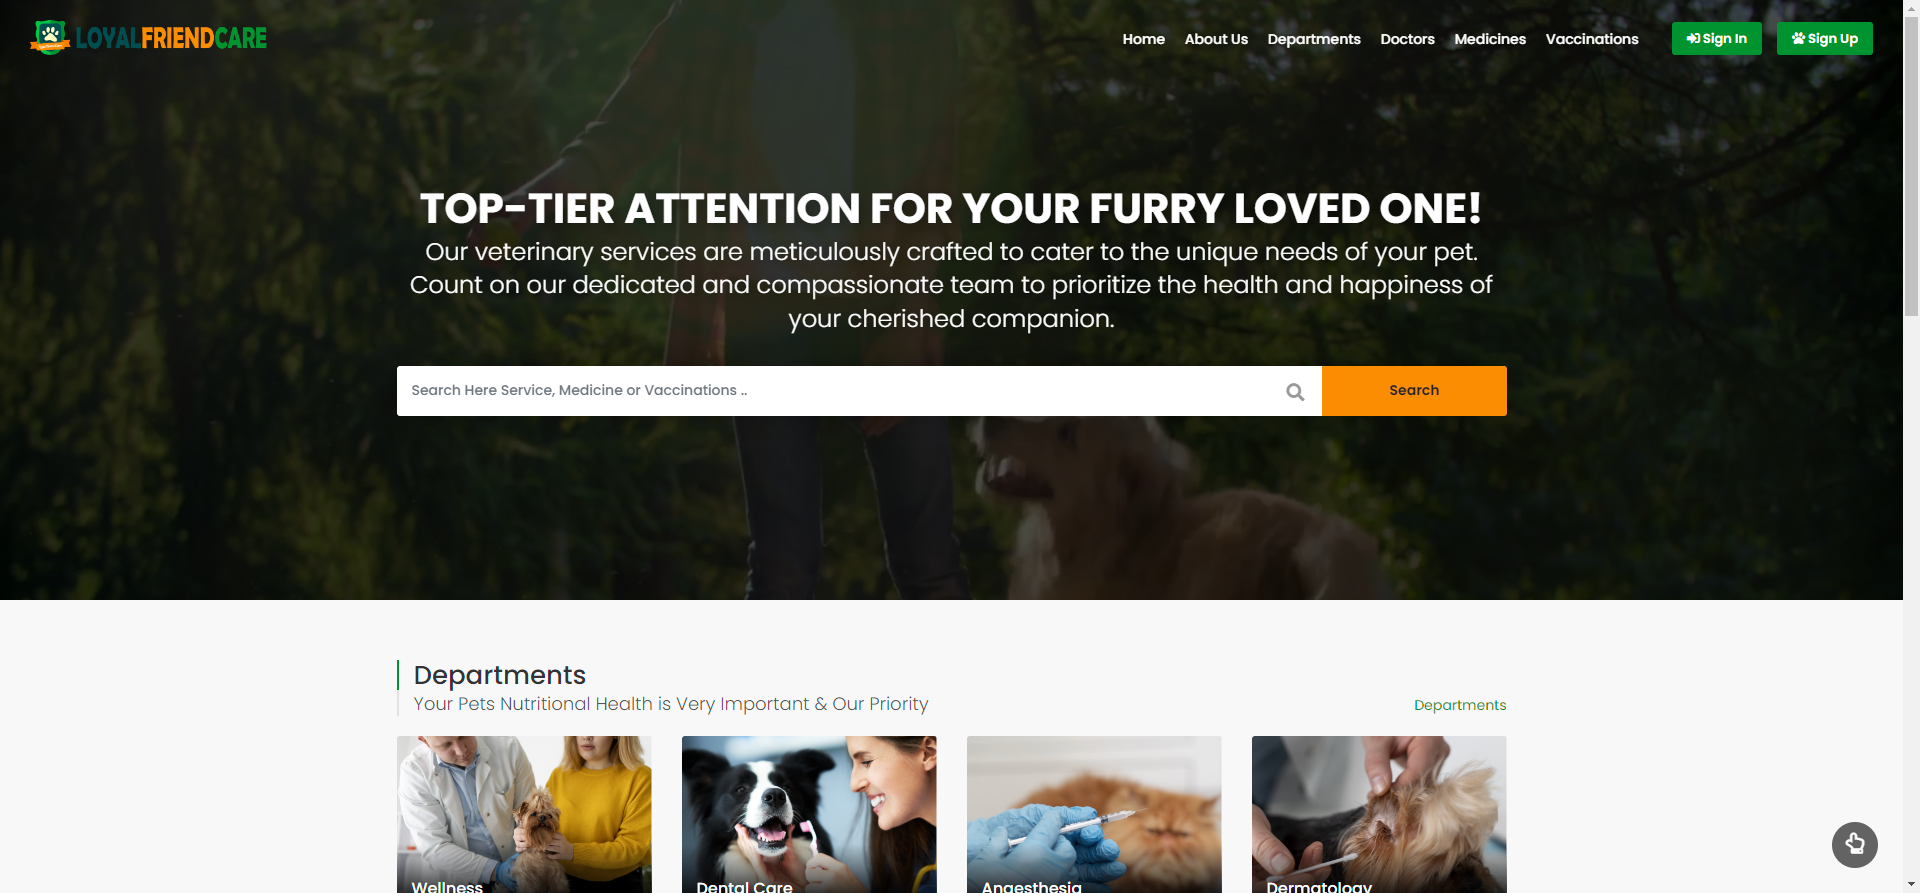 LOYALFRIENDCARE
Home About Us Departments Doctors Medicines Vaccinations Sign In Sign Up
TOP-TIER ATTENTION FOR YOUR FURRY LOVED ONE!
Our veterinary services are meticulously crafted to cater to the unique needs of your pet.
Count on our dedicated and compassionate team to prioritize the health and happiness of
your cherished companion.
Search Here Service, Medicine or Vaccinations .. Search
Departments
Your Pets Nutritional Health is Very Important & Our Priority
Departments
Wellness Dental Care Anaesthesia Dermatology